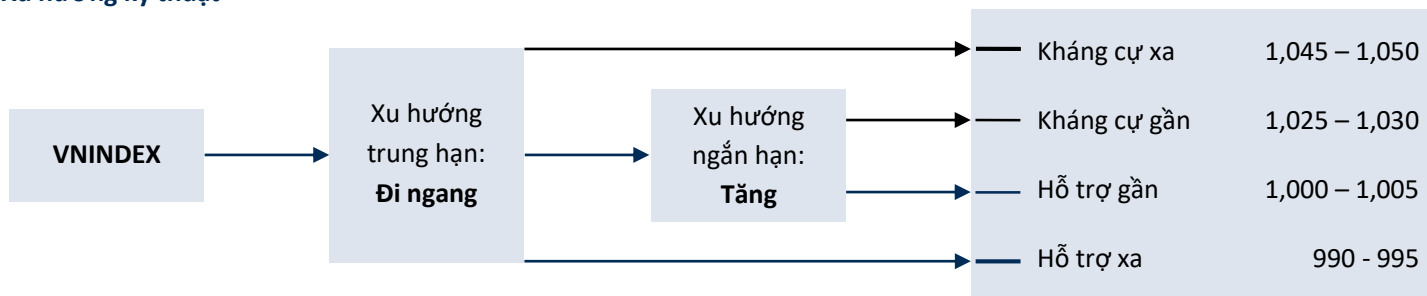 VNINDEX
Xu hướng
trung hạn:
Đi ngang
Xu hướng
ngắn hạn:
Tăng
Kháng cự xa 1,045 – 1,050
Kháng cự gần 1,025 – 1,030
Hỗ trợ gần 1,000 – 1,005
Hỗ trợ xa 990 - 995